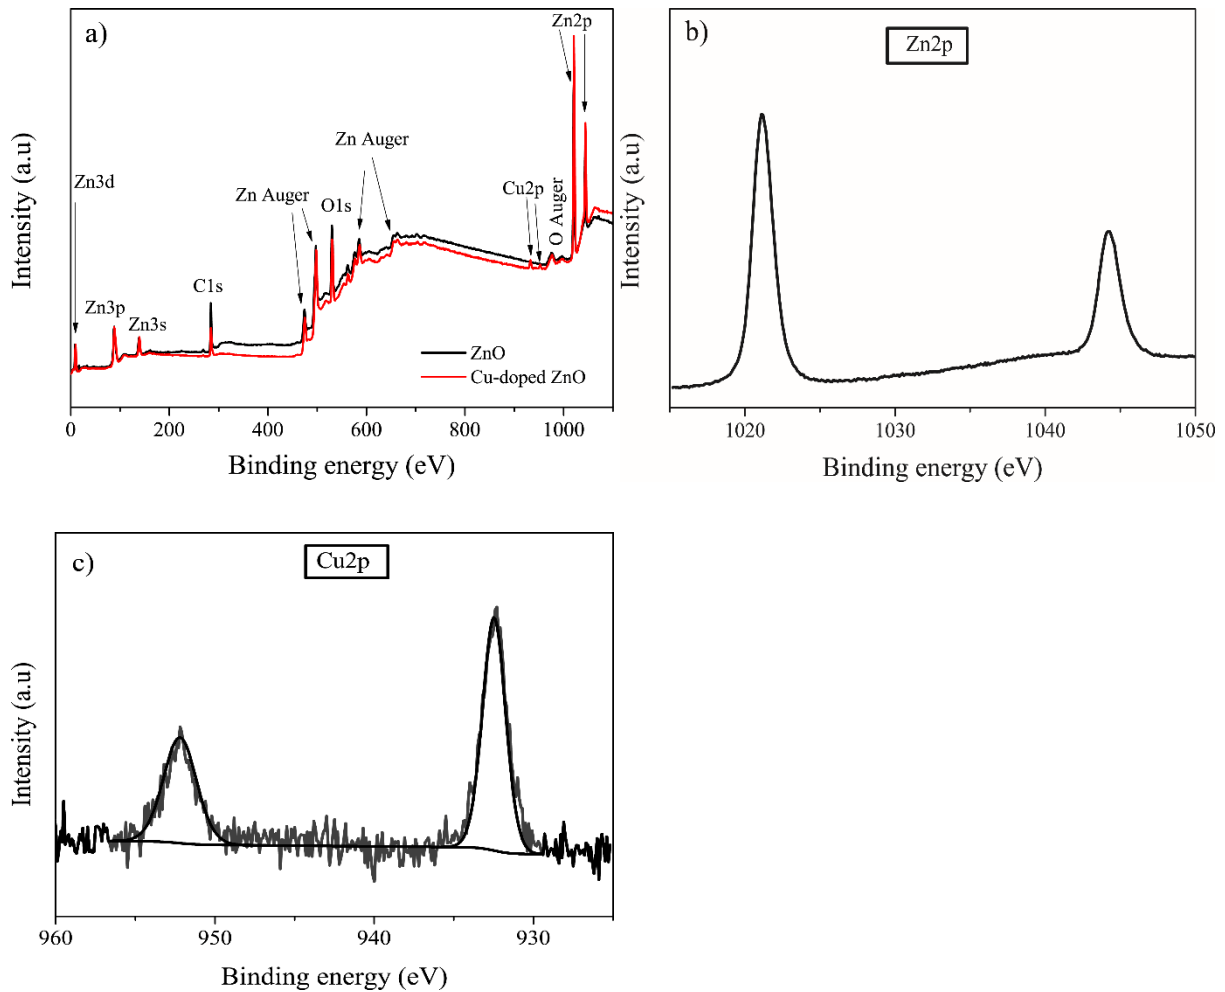 a)
Zn2p
Zn Auger
Zn3d
Zn Auger
O1s
Cu2p
O Auger
C1s
Zn3p
Zn3s
ZnO
Cu-doped ZnO
Intensity (a.u)
0 200 400 600 800 1000
Binding energy (eV)
b)
Zn2p
Intensity (a.u)
1020 1030 1040 1050
Binding energy (eV)
c)
Cu2p
Intensity (a.u)
960 950 940 930
Binding energy (eV)